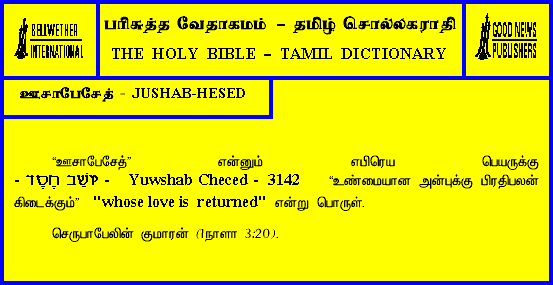 BELLWETHER
INTERNATIONAL
பரிசுத்த வேதாகமம் – தமிழ் சொல்லகராதி
THE HOLY BIBLE – TAMIL DICTIONARY
GOOD NEWS
PUBLISHERS
ஊசாபேசேத் - JUSHAB-HESED
“ஊசாபேசேத்” என்னும் எபிரெய பெயருக்கு
- יוּשַׁב חֶסֶד - Yuwshab Checed - 3142 “உண்மையான அன்புக்கு பிரதிபலன்
கிடைக்கும்” "whose love is returned" என்று பொருள்.
செருபாபேலின் குமாரன் (1நாளா 3:20).